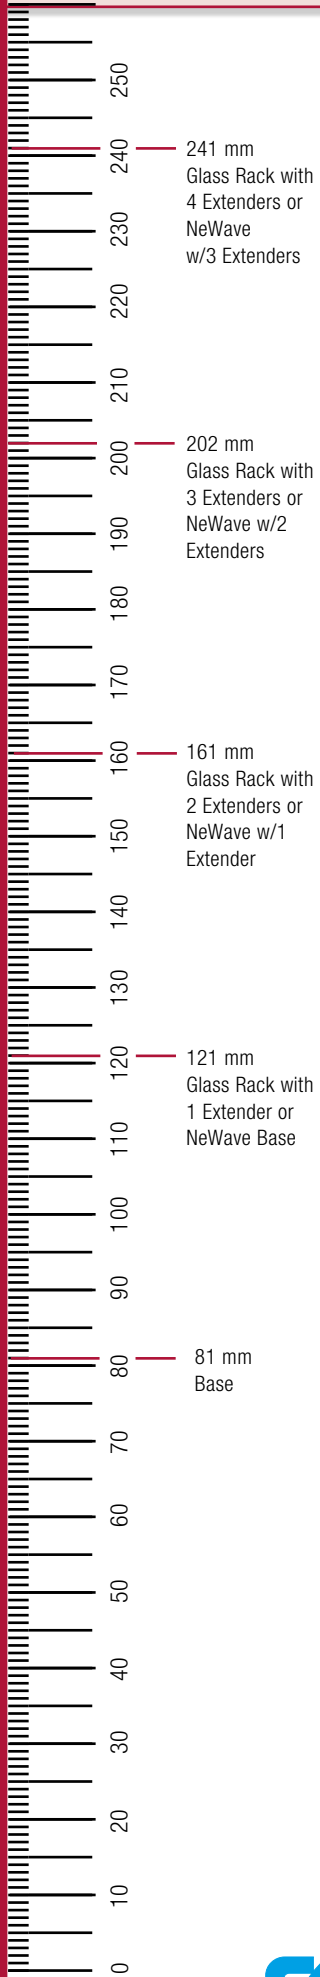 250
240
241 mm
Glass Rack with
4 Extenders or
NeWave
w/3 Extenders
230
220
210
200
202 mm
Glass Rack with
3 Extenders or
NeWave w/2
Extenders
190
180
170
160
161 mm
Glass Rack with
2 Extenders or
NeWave w/1
Extender
150
140
130
120
121 mm
Glass Rack with
1 Extender or
NeWave Base
110
100
90
80
81 mm
Base
70
60
50
40
30
20
10
0